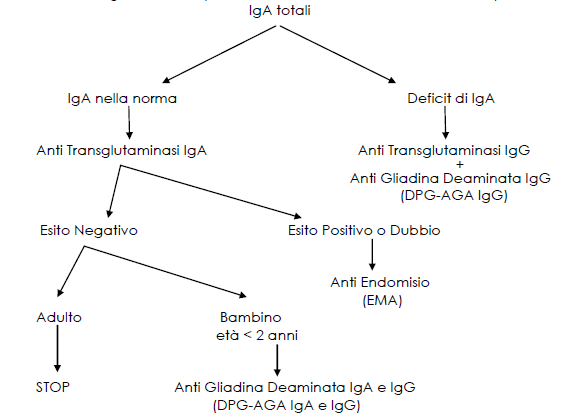 IgA totali
IgA nella norma
Deficit di IgA
Anti Transglutaminasi IgA
Anti Transglutaminasi IgG
+
Anti Gliadina Deaminata IgG
(DPG-AGA IgG)
Esito Negativo
Esito Positivo o Dubbio
Anti Endomisio
(EMA)
Adulto
Bambino
età < 2 anni
STOP
Anti Gliadina Deaminata IgA e IgG
(DPG-AGA IgA e IgG)